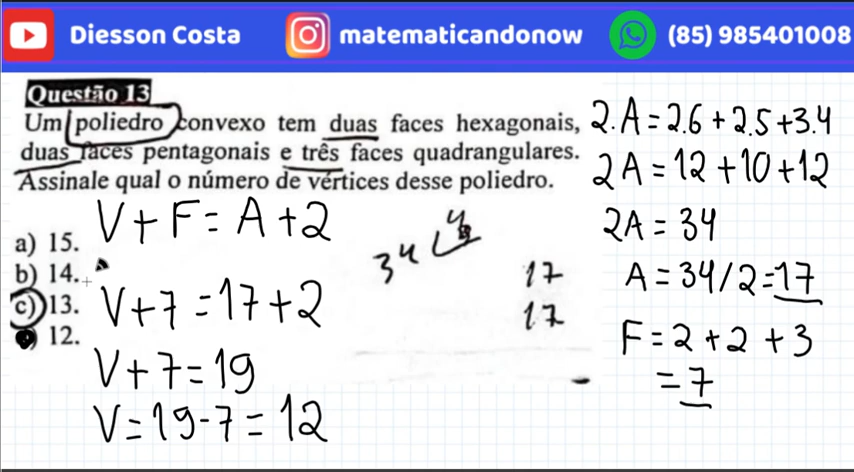 Diesson Costa matematicandonow (85) 985401008
Questão 13
Um poliedro convexo tem duas faces hexagonais,
duas faces pentagonais e três faces quadrangulares.
Assinale qual o número de vértices desse poliedro.
a) 15.
b) 14.
c) 13.
12.
V+F=A+2
V+7=17+2
V+7=19
V=19-7=12
34
17
17
2.A=2.6+2.5+3.4
2A=12+10+12
2A=34
A=34/2=17
F=2+2+3
=7